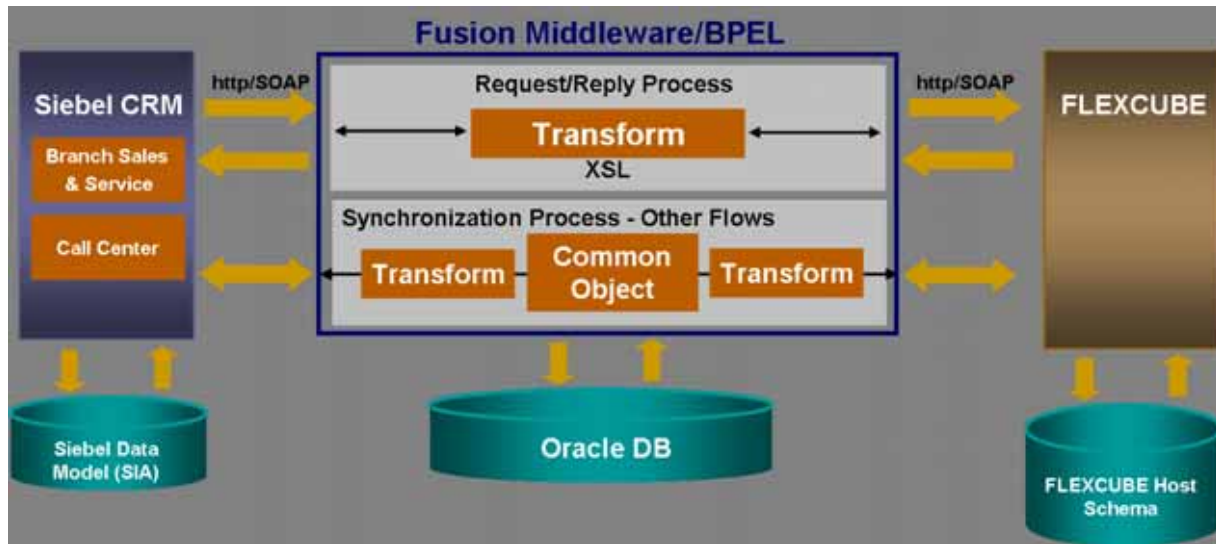 Fusion Middleware/BPEL
Siebel CRM
Branch Sales
& Service
Call Center
http/SOAP
Request/Reply Process
Transform
XSL
Synchronization Process - Other Flows
Transform
Common
Object
Transform
http/SOAP
FLEXCUBE
Siebel Data
Model (SIA)
Oracle DB
FLEXCUBE Host
Schema